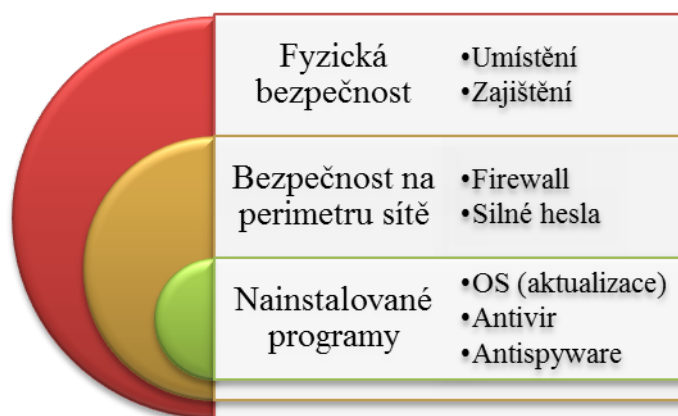 Fyzická
bezpečnost
•Umístění
•Zajištění
Bezpečnost na
perimetru sítě
•Firewall
•Silné hesla
Nainstalované
programy
•OS (aktualizace)
•Antivir
•Antispyware